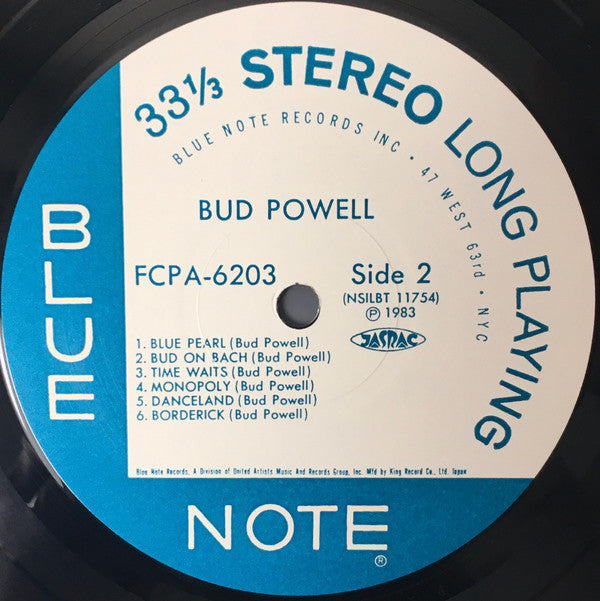 33⅓ STEREO LONG PLAYING
BLUE NOTE RECORDS INC • 47 WEST 63rd • NYC
BUD POWELL
FCPA-6203
Side 2
(NSILBT 11754)
Ⓟ 1983
JASRAC
1. BLUE PEARL (Bud Powell)
2. BUD ON BACH (Bud Powell)
3. TIME WAITS (Bud Powell)
4. MONOPOLY (Bud Powell)
5. DANCELAND (Bud Powell)
6. BORDERICK (Bud Powell)
Blue Note Records, A Division of United Artists Music And Records Group, Inc. Mf'd by King Record Co., Ltd. Japan
BLUE
NOTE®